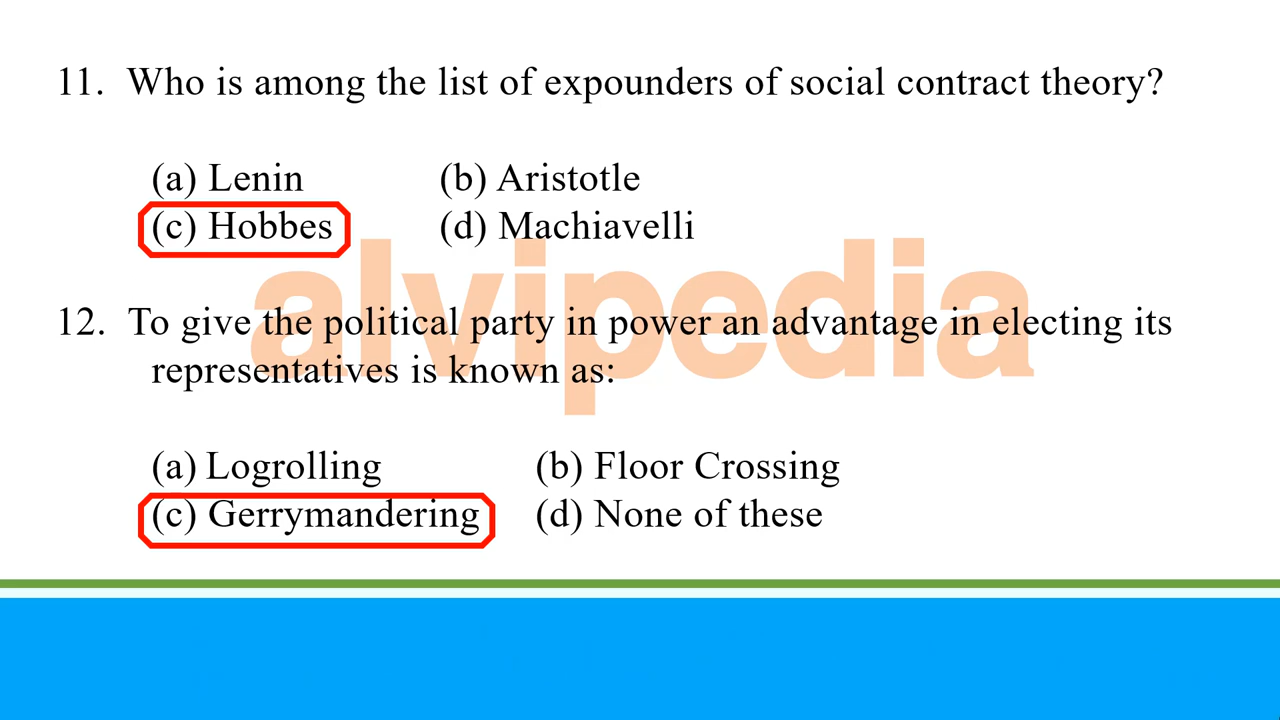 11. Who is among the list of expounders of social contract theory?
(a) Lenin (b) Aristotle
(c) Hobbes (d) Machiavelli
alvipedia
12. To give the political party in power an advantage in electing its
representatives is known as:
(a) Logrolling (b) Floor Crossing
(c) Gerrymandering (d) None of these